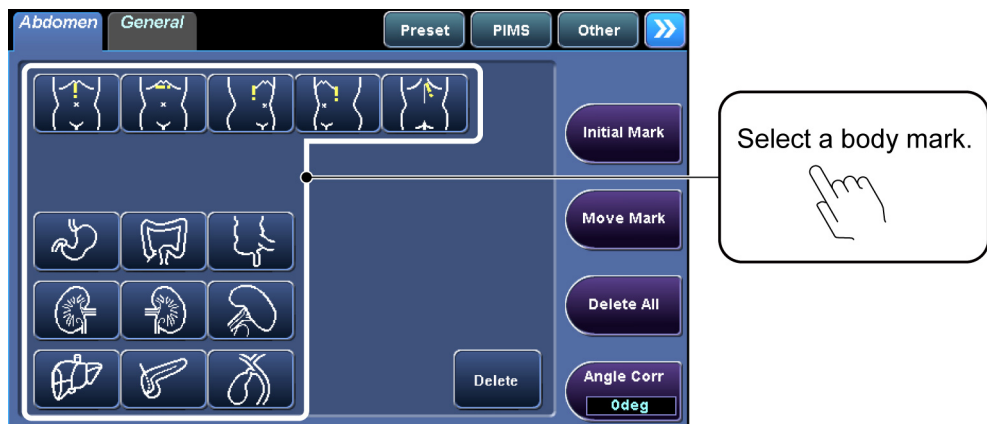 Abdomen General Preset PIMS Other
Initial Mark
Select a body mark.
Move Mark
Delete All
Delete
Angle Corr
0deg